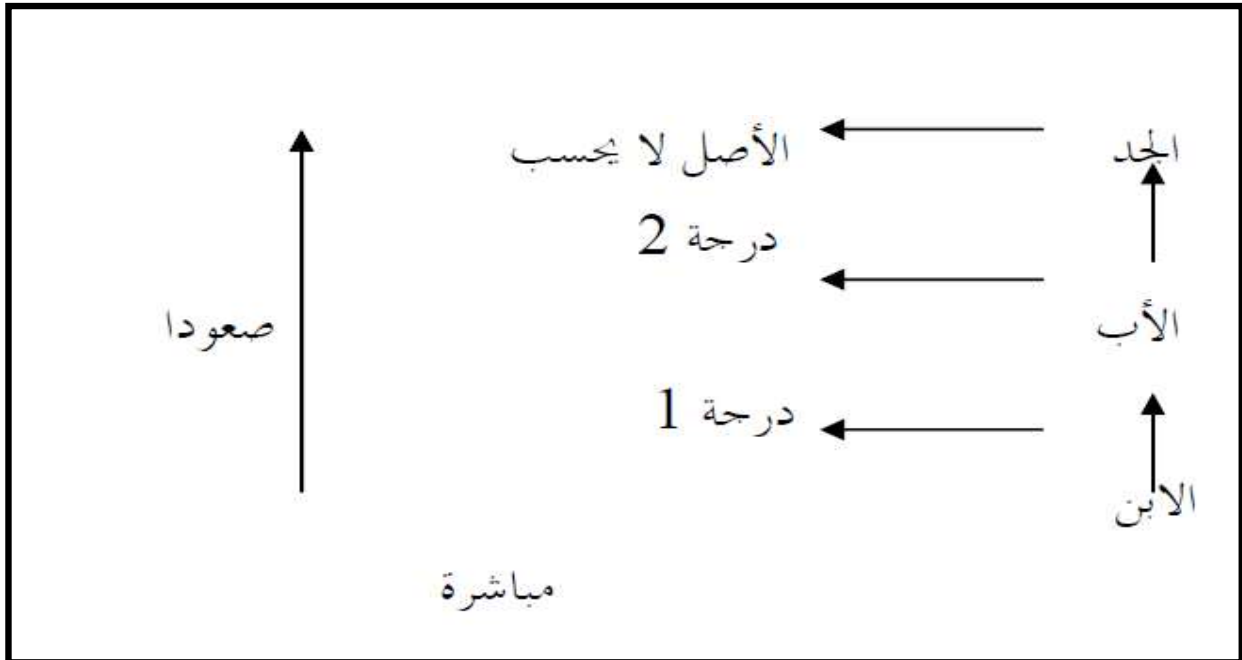 الجد الأصل لا يحسب
درجة 2
الأب صعودا
درجة 1
الابن
مباشرة